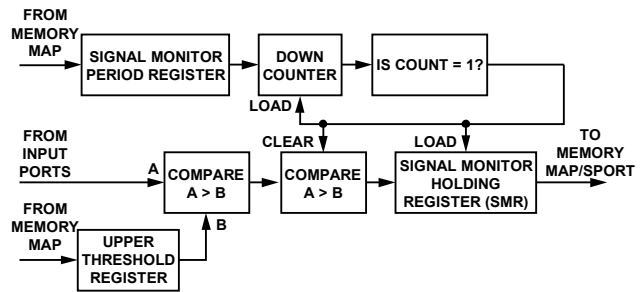 FROM
MEMORY
MAP
SIGNAL MONITOR
PERIOD REGISTER
DOWN
COUNTER
IS COUNT = 1?
LOAD
FROM
INPUT
PORTS
A
COMPARE
A > B
CLEAR
COMPARE
A > B
LOAD
SIGNAL MONITOR
HOLDING
REGISTER (SMR)
TO
MEMORY
MAP/SPORT
FROM
MEMORY
MAP
B
UPPER
THRESHOLD
REGISTER